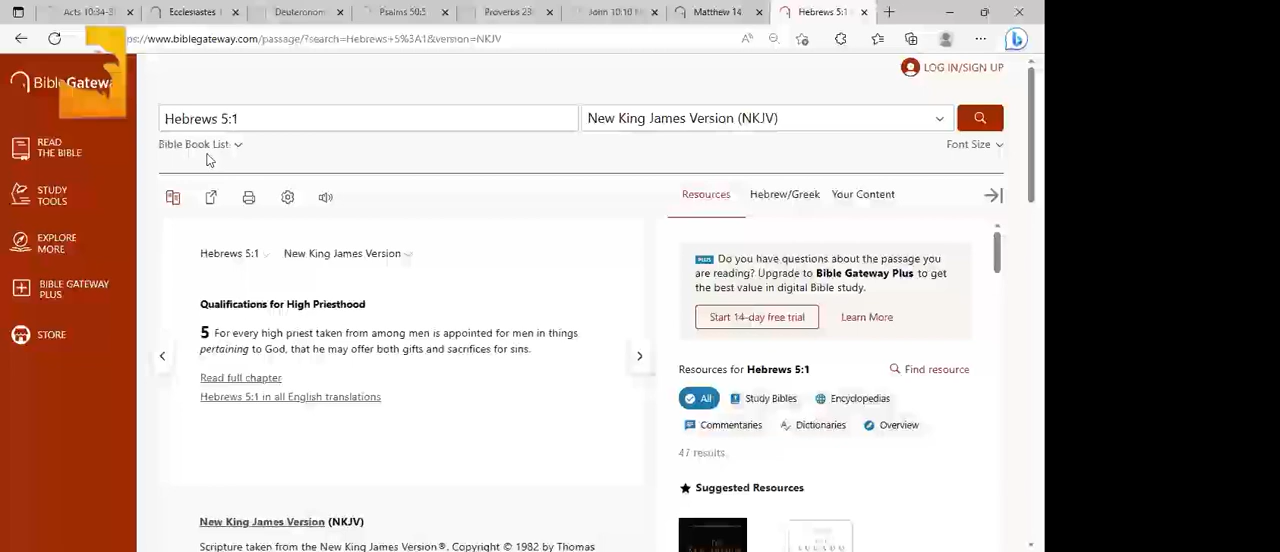 Acts 10:34-3
Ecclesiastes
Deuteronom
Psalms 50:5
Proverbs 23
John 10:10
Matthew 14
Hebrews 5:1
ps://www.biblegateway.com/passage/?search=Hebrews+5%3A1&version=NKJV
BibleGateway
LOG IN/SIGN UP
Hebrews 5:1
New King James Version (NKJV)
Bible Book List
Font Size
READ
THE BIBLE
STUDY
TOOLS
EXPLORE
MORE
BIBLE GATEWAY
PLUS
STORE
Resources
Hebrew/Greek
Your Content
Hebrews 5:1
New King James Version
Qualifications for High Priesthood
5 For every high priest taken from among men is appointed for men in things
pertaining to God, that he may offer both gifts and sacrifices for sins.
Read full chapter
Hebrews 5:1 in all English translations
New King James Version (NKJV)
Scripture taken from the New King James Version®. Copyright © 1982 by Thomas
PLUS Do you have questions about the passage you
are reading? Upgrade to Bible Gateway Plus to get
the best value in digital Bible study.
Start 14-day free trial
Learn More
Resources for Hebrews 5:1
Find resource
All
Study Bibles
Encyclopedias
Commentaries
Dictionaries
Overview
47 results
Suggested Resources